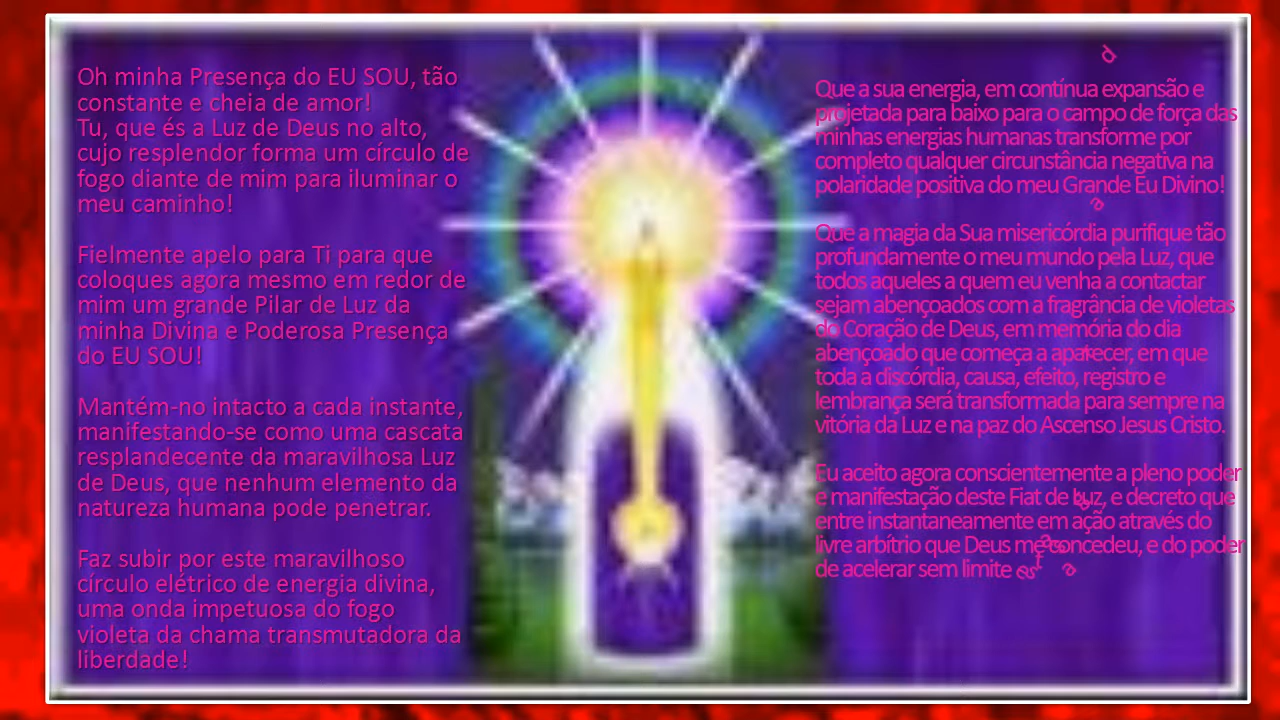 Oh minha Presença do EU SOU, tão
constante e cheia de amor!
Tu, que és a Luz de Deus no alto,
cujo resplendor forma um círculo de
fogo diante de mim para iluminar o
meu caminho!
Fielmente apelo para Ti para que
coloques agora mesmo em redor de
mim um grande Pilar de Luz da
minha Divina e Poderosa Presença
do EU SOU!
Mantém-no intacto a cada instante,
manifestando-se como uma cascata
resplandecente da maravilhosa Luz
de Deus, que nenhum elemento da
natureza humana pode penetrar.
Faz subir por este maravilhoso
círculo elétrico de energia divina,
uma onda impetuosa do fogo
violeta da chama transmutadora da
liberdade!
Que a sua energia, em contínua expansão e
projetada para baixo para o campo de força das
minhas energias humanas transforme por
completo qualquer circunstância negativa na
polaridade positiva do meu Grande Eu Divino!
Que a magia da Sua misericórdia purifique tão
profundamente o meu mundo pela Luz, que
todos aqueles a quem eu venha a contactar
sejam abençoados com a fragrância de violetas
do Coração de Deus, em memória do dia
abençoado que começa a aparecer, em que
toda a discórdia, causa, efeito, registro e
lembrança será transformada para sempre na
vitória da Luz e na paz do Ascenso Jesus Cristo.
Eu aceito agora conscientemente a pleno poder
e manifestação deste Fiat de Luz, e decreto que
entre instantaneamente em ação através do
livre arbítrio que Deus me concedeu, e do poder
de acelerar sem limite